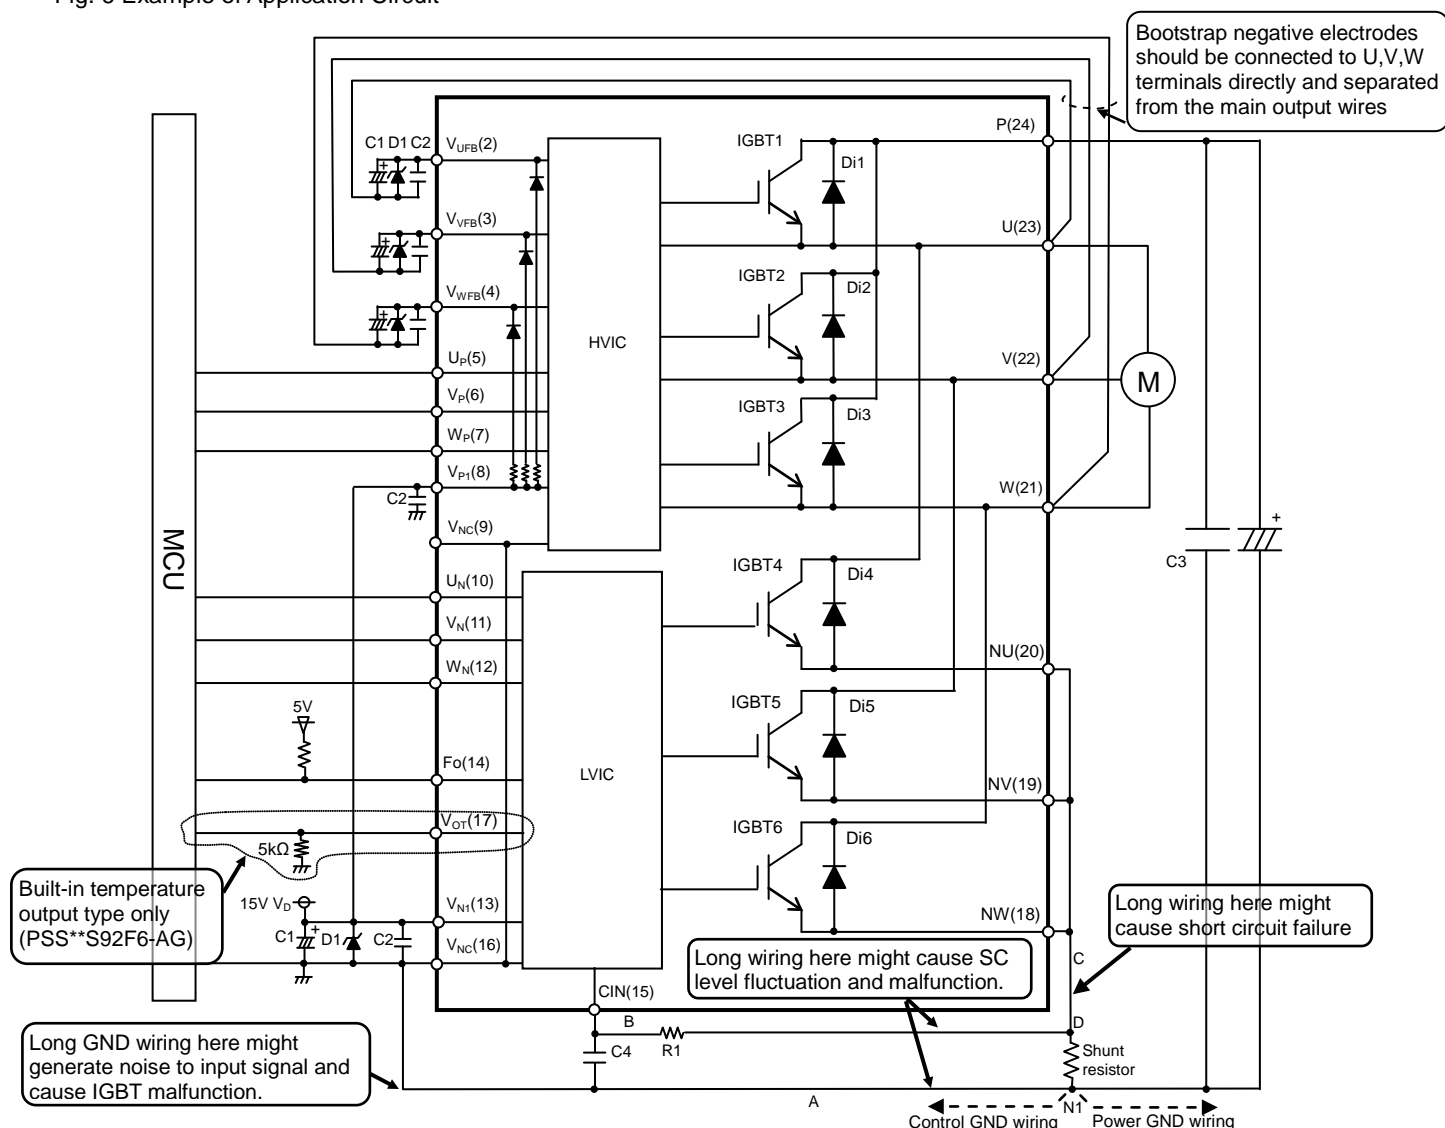 Fig. 6 Example of Application Circuit
Bootstrap negative electrodes
should be connected to U,V,W
terminals directly and separated
from the main output wires
P(24)
IGBT1
Di1
C1 D1 C2
VUFB(2)
U(23)
VVFB(3)
IGBT2
Di2
VWFB(4)
HVIC
UP(5)
V(22)
M
VP(6)
IGBT3
Di3
WP(7)
VP1(8)
C2
W(21)
VNC(9)
+
C3
MCU
IGBT4
Di4
UN(10)
VN(11)
NU(20)
WN(12)
5V
IGBT5
Di5
Fo(14)
LVIC
NV(19)
VOT(17)
5kΩ
IGBT6
Di6
Built-in temperature
output type only
(PSS**S92F6-AG)
15V VD
VN1(13)
NW(18)
Long wiring here might
cause short circuit failure
C1
+
D1
C2
VNC(16)
Long wiring here might cause SC
level fluctuation and malfunction.
C
CIN(15)
B
D
R1
C4
Shunt
resistor
Long GND wiring here might
generate noise to input signal and
cause IGBT malfunction.
A
N1
Control GND wiring
Power GND wiring